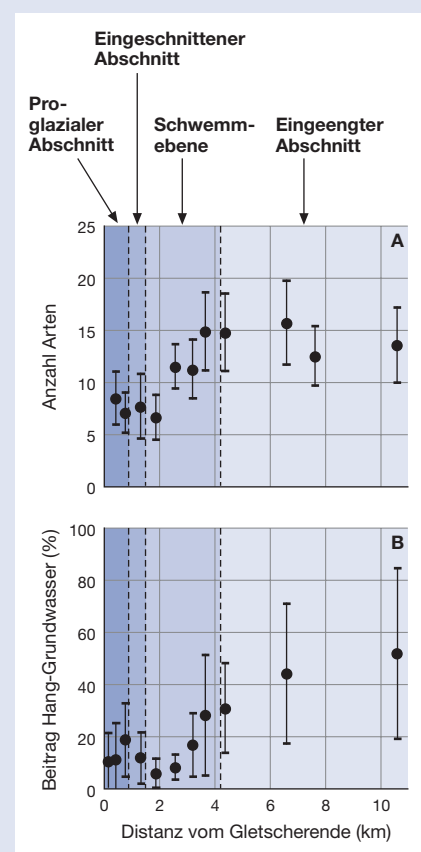 Eingeschnittener
Abschnitt
Pro-
glazialer
Abschnitt
Schwemm-
ebene
Eingeengter
Abschnitt
A
25
20
15
10
5
0
Anzahl Arten
B
100
80
60
40
20
0
Beitrag Hang-Grundwasser (%)
0 2 4 6 8 10
Distanz vom Gletscherende (km)